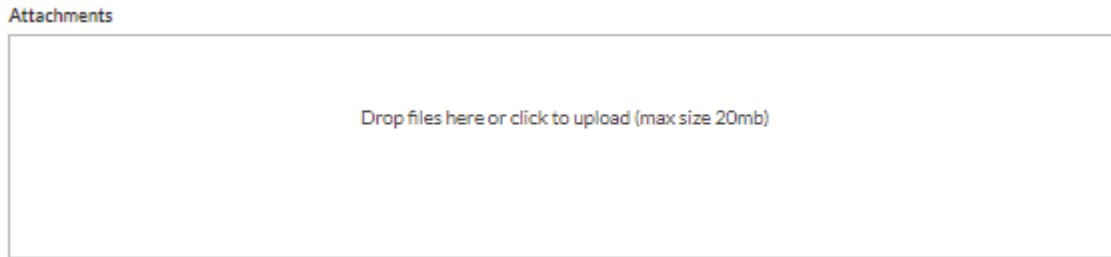 Attachments
Drop files here or click to upload (max size 20mb)